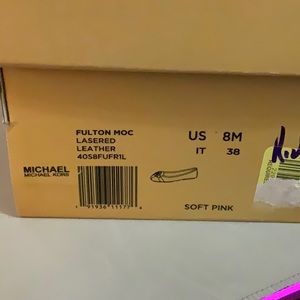 FULTON MOC
LASERED
LEATHER
40S8FUFR1L
US 8M
IT 38
MICHAEL
MICHAEL KORS
SOFT PINK